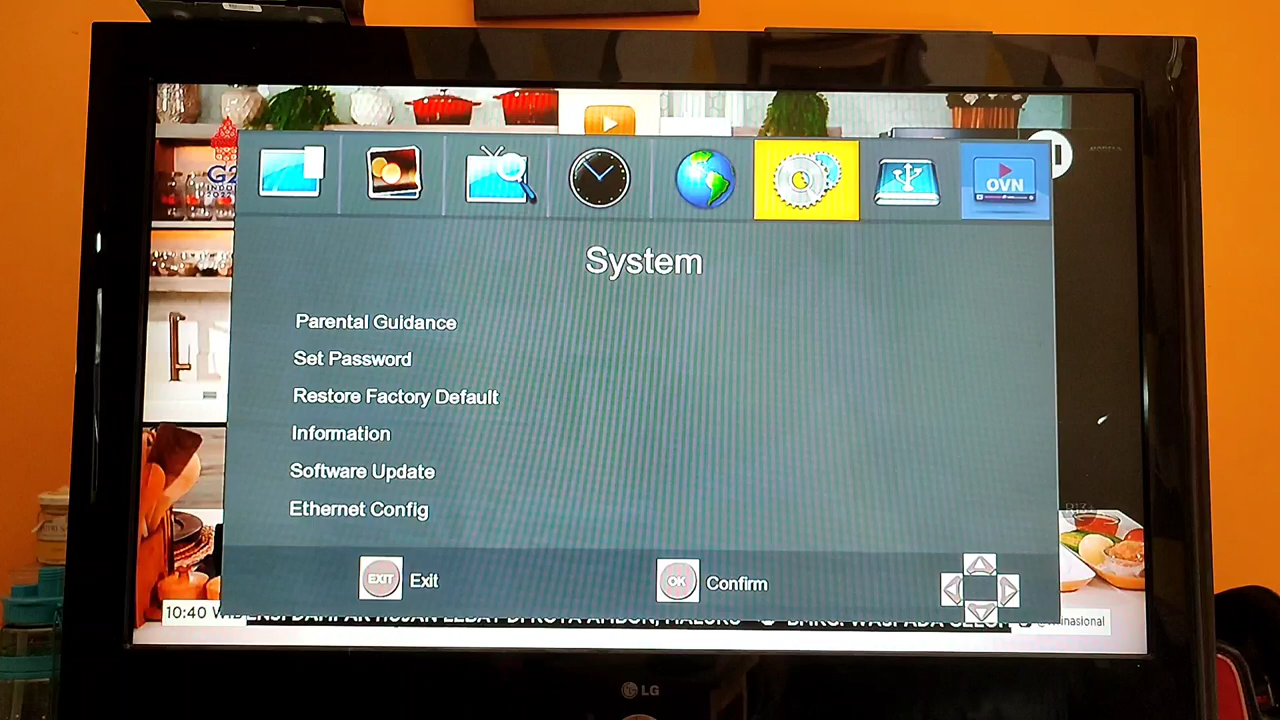 OVN
System
Parental Guidance
Set Password
Restore Factory Default
Information
Software Update
Ethernet Config
EXIT Exit
OK Confirm
R13+
10:40
LG